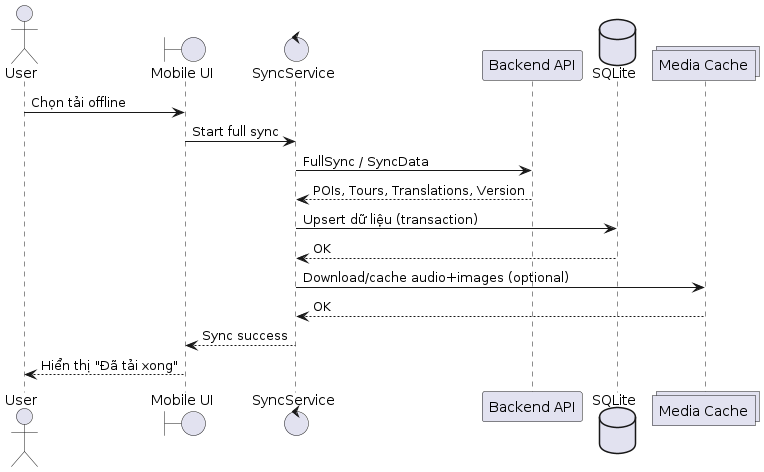 User
Mobile UI
SyncService
Backend API
SQLite
Media Cache
Chọn tải offline
Start full sync
FullSync / SyncData
POIs, Tours, Translations, Version
Upsert dữ liệu (transaction)
OK
Download/cache audio+images (optional)
OK
Sync success
Hiển thị "Đã tải xong"
User
Mobile UI
SyncService
Backend API
SQLite
Media Cache